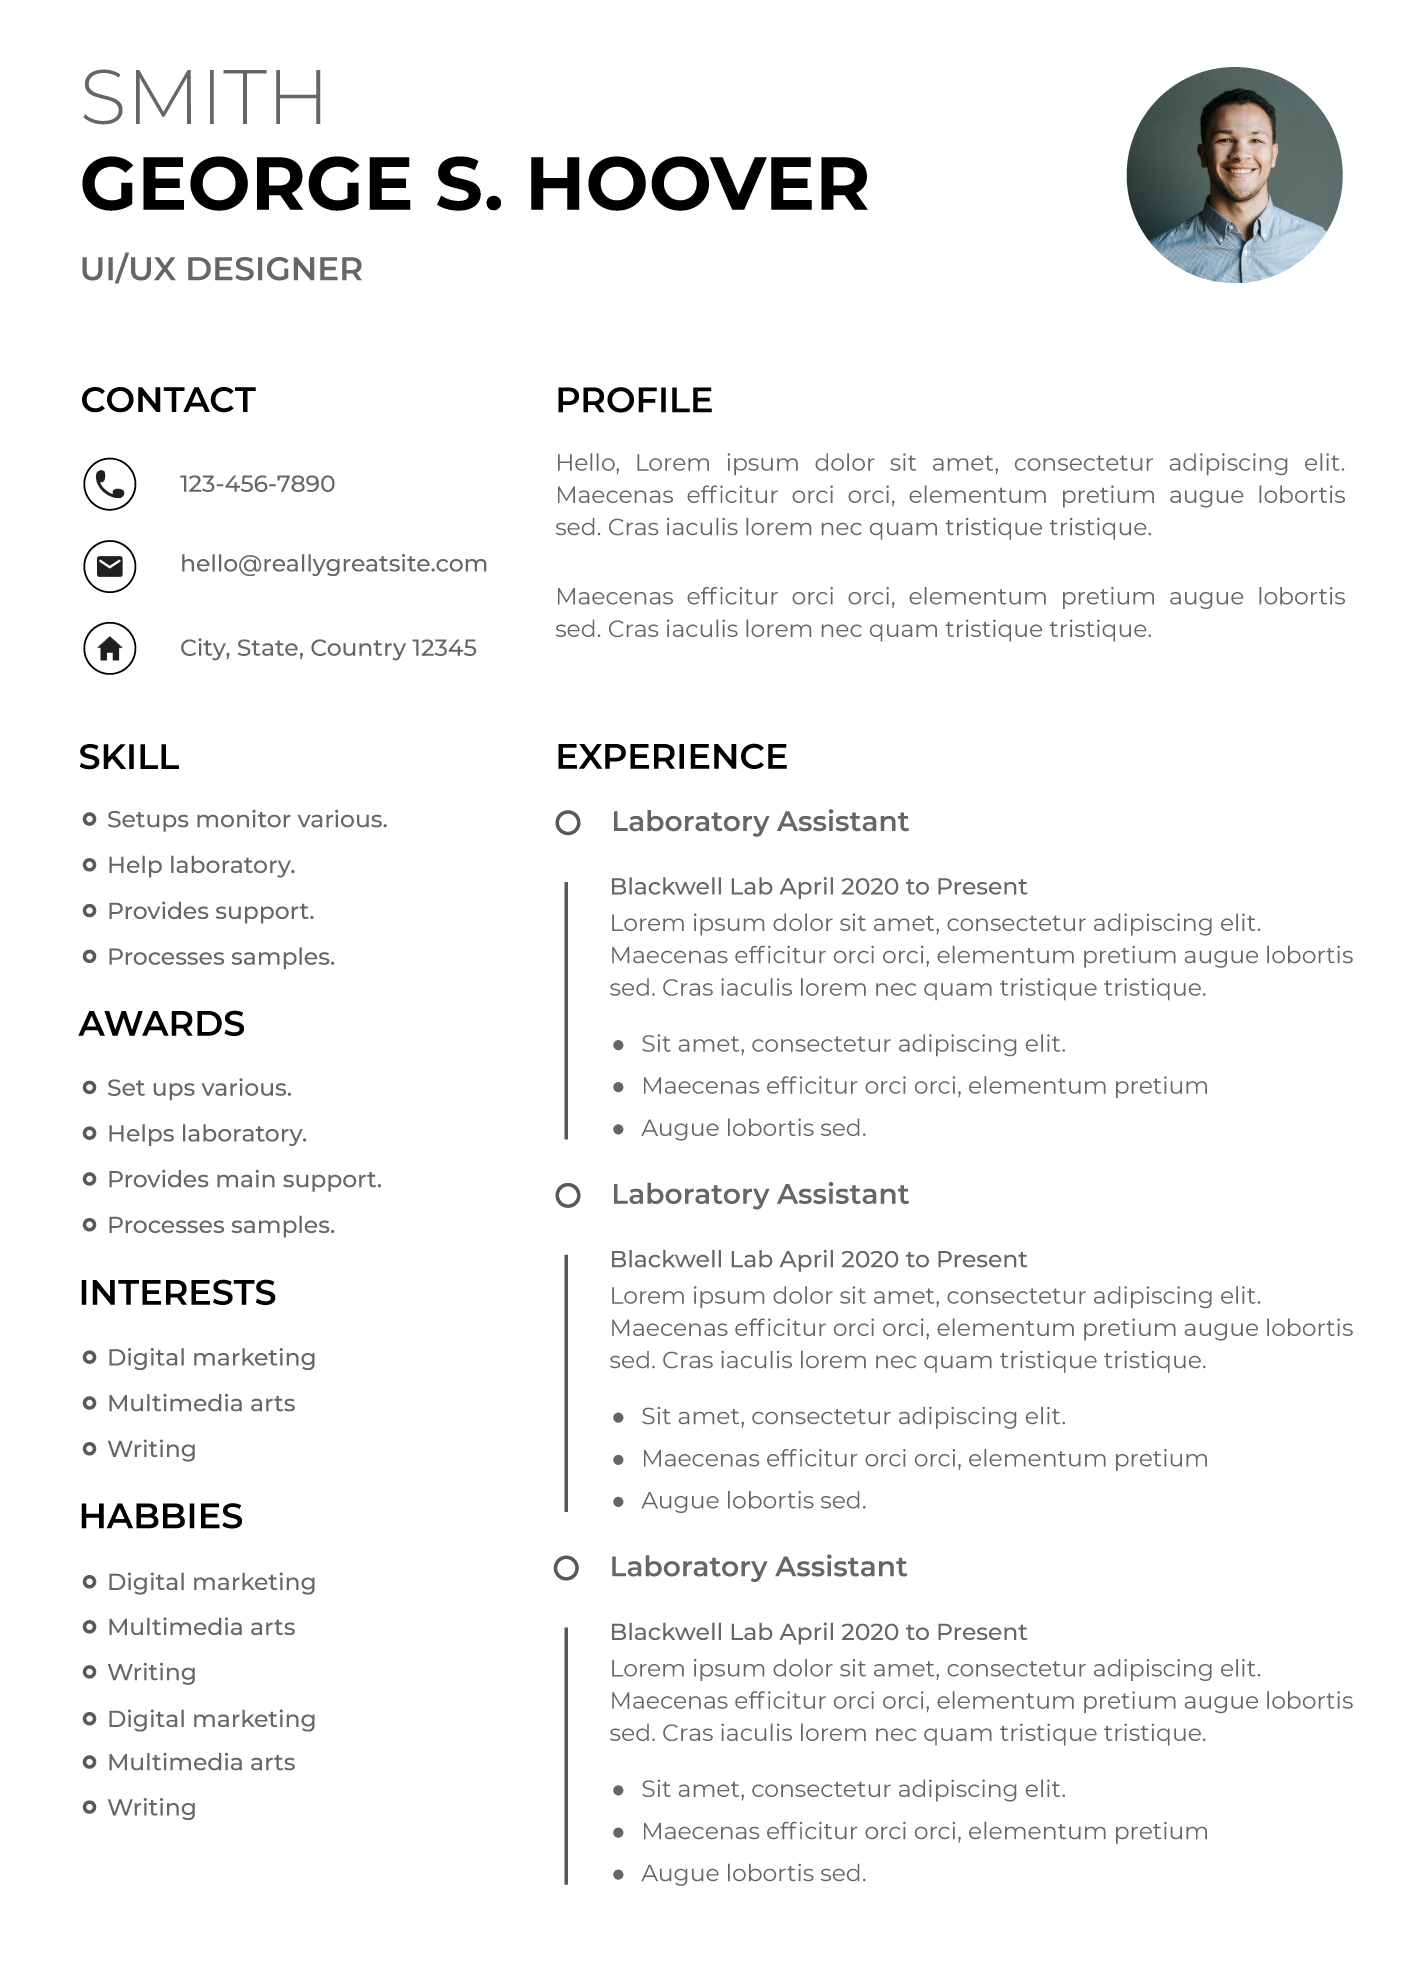 SMITH
GEORGE S. HOOVER
UI/UX DESIGNER
CONTACT
123-456-7890
hello@reallygreatsite.com
City, State, Country 12345
SKILL
Setups monitor various.
Help laboratory.
Provides support.
Processes samples.
AWARDS
Set ups various.
Helps laboratory.
Provides main support.
Processes samples.
INTERESTS
Digital marketing
Multimedia arts
Writing
HABBIES
Digital marketing
Multimedia arts
Writing
Digital marketing
Multimedia arts
Writing
PROFILE
Hello, Lorem ipsum dolor sit amet, consectetur adipiscing elit.
Maecenas efficitur orci orci, elementum pretium augue lobortis
sed. Cras iaculis lorem nec quam tristique tristique.
Maecenas efficitur orci orci, elementum pretium augue lobortis
sed. Cras iaculis lorem nec quam tristique tristique.
EXPERIENCE
Laboratory Assistant
Blackwell Lab April 2020 to Present
Lorem ipsum dolor sit amet, consectetur adipiscing elit.
Maecenas efficitur orci orci, elementum pretium augue lobortis
sed. Cras iaculis lorem nec quam tristique tristique.
• Sit amet, consectetur adipiscing elit.
• Maecenas efficitur orci orci, elementum pretium
• Augue lobortis sed.
Laboratory Assistant
Blackwell Lab April 2020 to Present
Lorem ipsum dolor sit amet, consectetur adipiscing elit.
Maecenas efficitur orci orci, elementum pretium augue lobortis
sed. Cras iaculis lorem nec quam tristique tristique.
• Sit amet, consectetur adipiscing elit.
• Maecenas efficitur orci orci, elementum pretium
• Augue lobortis sed.
Laboratory Assistant
Blackwell Lab April 2020 to Present
Lorem ipsum dolor sit amet, consectetur adipiscing elit.
Maecenas efficitur orci orci, elementum pretium augue lobortis
sed. Cras iaculis lorem nec quam tristique tristique.
• Sit amet, consectetur adipiscing elit.
• Maecenas efficitur orci orci, elementum pretium
• Augue lobortis sed.